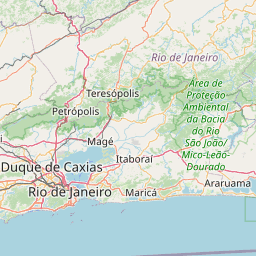 Rio de Janeiro
Teresópolis
Petrópolis
Área de
Proteção
Ambiental
da Bacia
do Rio
São João/
Mico-Leão-
Dourado
Magé
Duque de Caxias
Itaboraí
Araruama
Rio de Janeiro
Maricá